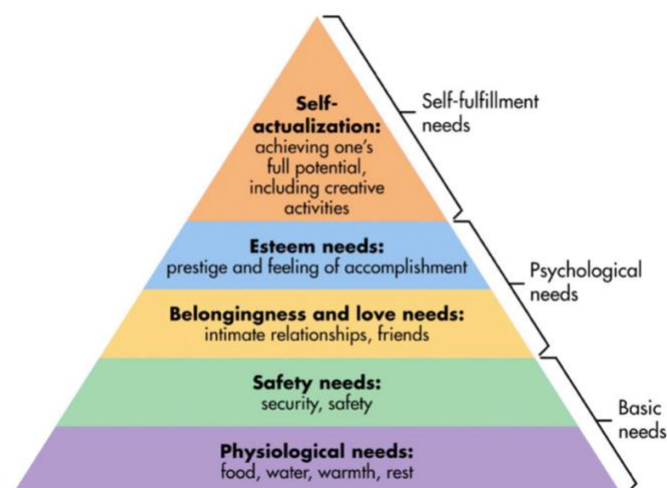 Self-
actualization:
achieving one's
full potential,
including creative
activities
Self-fulfillment
needs
Esteem needs:
prestige and feeling of accomplishment
Psychological
needs
Belongingness and love needs:
intimate relationships, friends
Safety needs:
security, safety
Basic
needs
Physiological needs:
food, water, warmth, rest